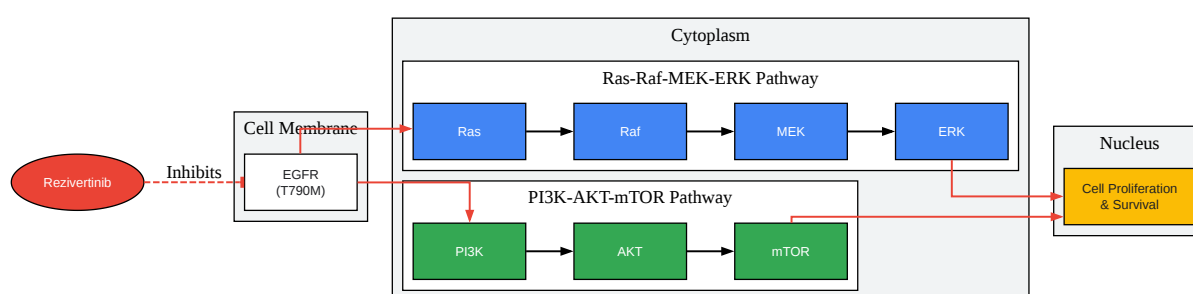 Cytoplasm
Ras-Raf-MEK-ERK Pathway
Ras
Raf
MEK
ERK
Cell Membrane
EGFR
(T790M)
Rezivertinib
Inhibits
Nucleus
Cell Proliferation
& Survival
PI3K-AKT-mTOR Pathway
PI3K
AKT
mTOR